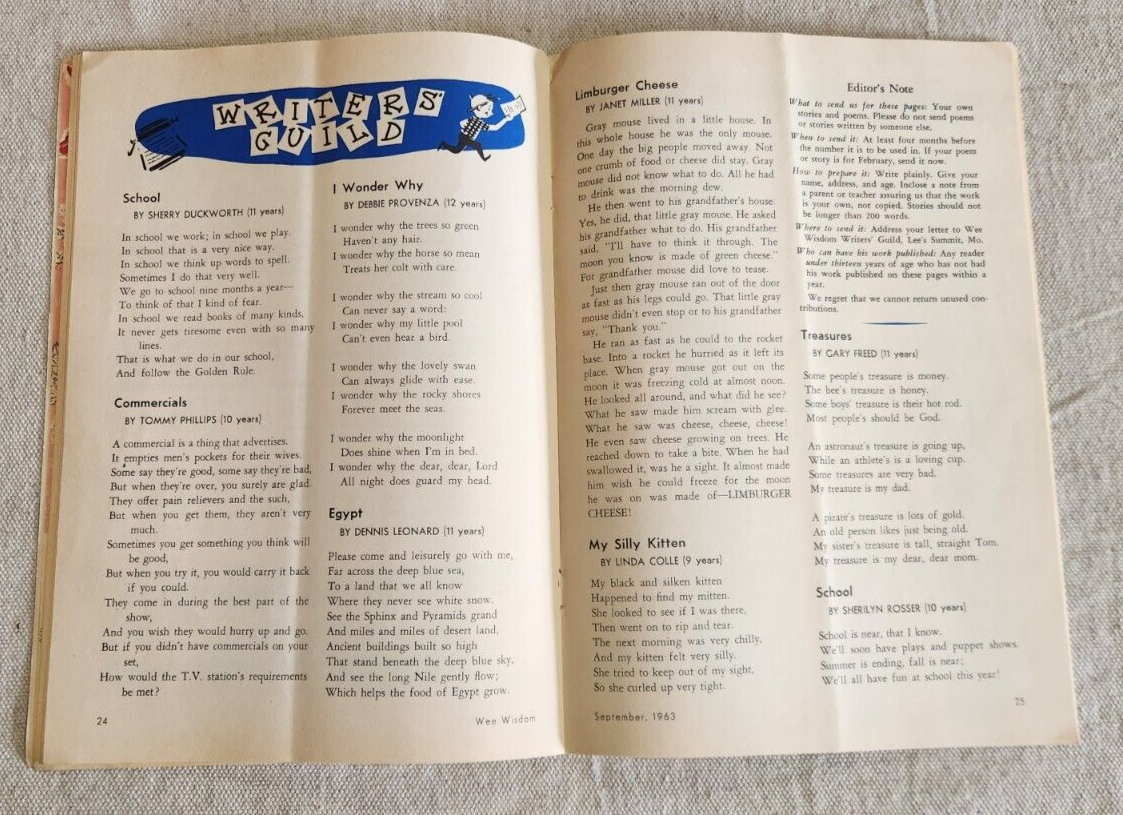 WRITERS'
GUILD
School
BY SHERRY DUCKWORTH (11 years)
In school we work; in school we play.
In school that is a very nice way.
In school we think up words to spell.
Sometimes I do that very well.
We go to school nine months a year—
To think of that I kind of fear.
In school we read books of many kinds,
It never gets tiresome even with so many
lines.
That is what we do in our school,
And follow the Golden Rule.
Commercials
BY TOMMY PHILLIPS (10 years)
A commercial is a thing that advertises.
It empties men's pockets for their wives.
Some say they're good, some say they're bad,
But when they're over, you surely are glad.
They offer pain relievers and the such,
But when you get them, they aren't very
much.
Sometimes you get something you think will
be good,
But when you try it, you would carry it back
if you could.
They come in during the best part of the
show,
And you wish they would hurry up and go.
But if you didn't have commercials on your
set,
How would the T.V. station's requirements
be met?
24
I Wonder Why
BY DEBBIE PROVENZA (12 years)
I wonder why the trees so green
Haven't any hair.
I wonder why the horse so mean
Treats her colt with care.
I wonder why the stream so cool
Can never say a word:
I wonder why my little pool
Can't even hear a bird.
I wonder why the lovely swan
Can always glide with ease.
I wonder why the rocky shores
Forever meet the seas.
I wonder why the moonlight
Does shine when I'm in bed.
I wonder why the dear, dear, Lord
All night does guard my head.
Egypt
BY DENNIS LEONARD (11 years)
Please come and leisurely go with me,
Far across the deep blue sea,
To a land that we all know
Where they never see white snow.
See the Sphinx and Pyramids grand
And miles and miles of desert land,
Ancient buildings built so high
That stand beneath the deep blue sky,
And see the long Nile gently flow;
Which helps the food of Egypt grow.
Wee Wisdom
Limburger Cheese
BY JANET MILLER (11 years)
Gray mouse lived in a little house. In
this whole house he was the only mouse.
One day the big people moved away. Not
one crumb of food or cheese did stay. Gray
mouse did not know what to do. All he had
to drink was the morning dew.
He then went to his grandfather's house.
Yes, he did, that little gray mouse. He asked
his grandfather what to do. His grandfather
said, "I'll have to think it through. The
moon you know is made of green cheese."
For grandfather mouse did love to tease.
Just then gray mouse ran out of the door
as fast as his legs could go. That little gray
mouse didn't even stop or to his grandfather
say, "Thank you."
He ran as fast as he could to the rocket
base. Into a rocket he hurried as it left its
place. When gray mouse got out on the
moon it was freezing cold at almost noon.
He looked all around, and what did he see?
What he saw made him scream with glee.
What he saw was cheese, cheese, cheese!
He even saw cheese growing on trees. He
reached down to take a bite. When he had
swallowed it, was he a sight. It almost made
him wish he could freeze for the moon
he was on was made of—LIMBURGER
CHEESE!
My Silly Kitten
BY LINDA COLLE (9 years)
My black and silken kitten
Happened to find my mitten.
She looked to see if I was there,
Then went on to rip and tear.
The next morning was very chilly,
And my kitten felt very silly.
She tried to keep out of my sight,
So she curled up very tight.
September, 1963
Editor's Note
What to send us for these pages: Your own
stories and poems. Please do not send poems
or stories written by someone else.
When to send it: At least four months before
the number it is to be used in. If your poem
or story is for February, send it now.
How to prepare it: Write plainly. Give your
name, address, and age. Inclose a note from
a parent or teacher assuring us that the work
is your own, not copied. Stories should not
be longer than 200 words.
Where to send it: Address your letter to Wee
Wisdom Writers' Guild, Lee's Summit, Mo.
Who can have his work published: Any reader
under thirteen years of age who has not had
his work published on these pages within a
year.
We regret that we cannot return unused con-
tributions.
Treasures
BY GARY FREED (11 years)
Some people's treasure is money.
The bee's treasure is honey.
Some boys' treasure is their hot rod.
Most people's should be God.
An astronaut's treasure is going up,
While an athlete's is a loving cup.
Some treasures are very bad.
My treasure is my dad.
A pirate's treasure is lots of gold.
An old person likes just being old.
My sister's treasure is tall, straight Tom.
My treasure is my dear, dear mom.
School
BY SHERILYN ROSSER (10 years)
School is near, that I know.
We'll soon have plays and puppet shows.
Summer is ending, fall is near;
We'll all have fun at school this year!
25